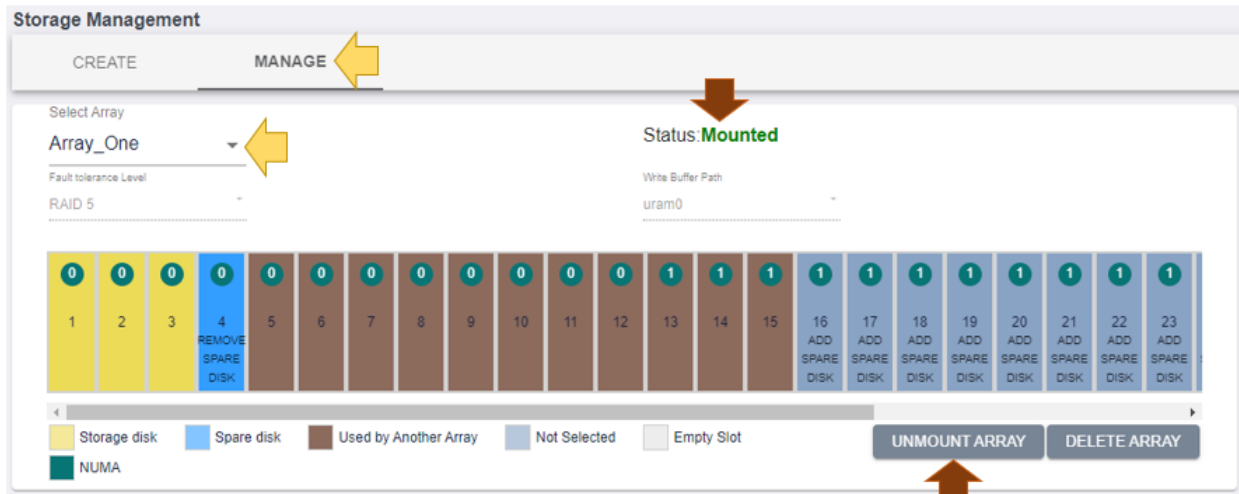 Storage Management
CREATE MANAGE
Select Array
Array_One
Status:Mounted
Fault tolerance Level
Write Buffer Path
RAID 5
uram0
0 0 0 0 0 0 0 0 0 0 0 0 1 1 1 1 1 1 1 1 1 1 1
1 2 3 4 5 6 7 8 9 10 11 12 13 14 15 16 17 18 19 20 21 22 23
REMOVE ADD ADD ADD ADD ADD ADD ADD ADD
SPARE SPARE SPARE SPARE SPARE SPARE SPARE SPARE SPARE
DISK DISK DISK DISK DISK DISK DISK DISK DISK
Storage disk Spare disk Used by Another Array Not Selected Empty Slot UNMOUNT ARRAY DELETE ARRAY
NUMA